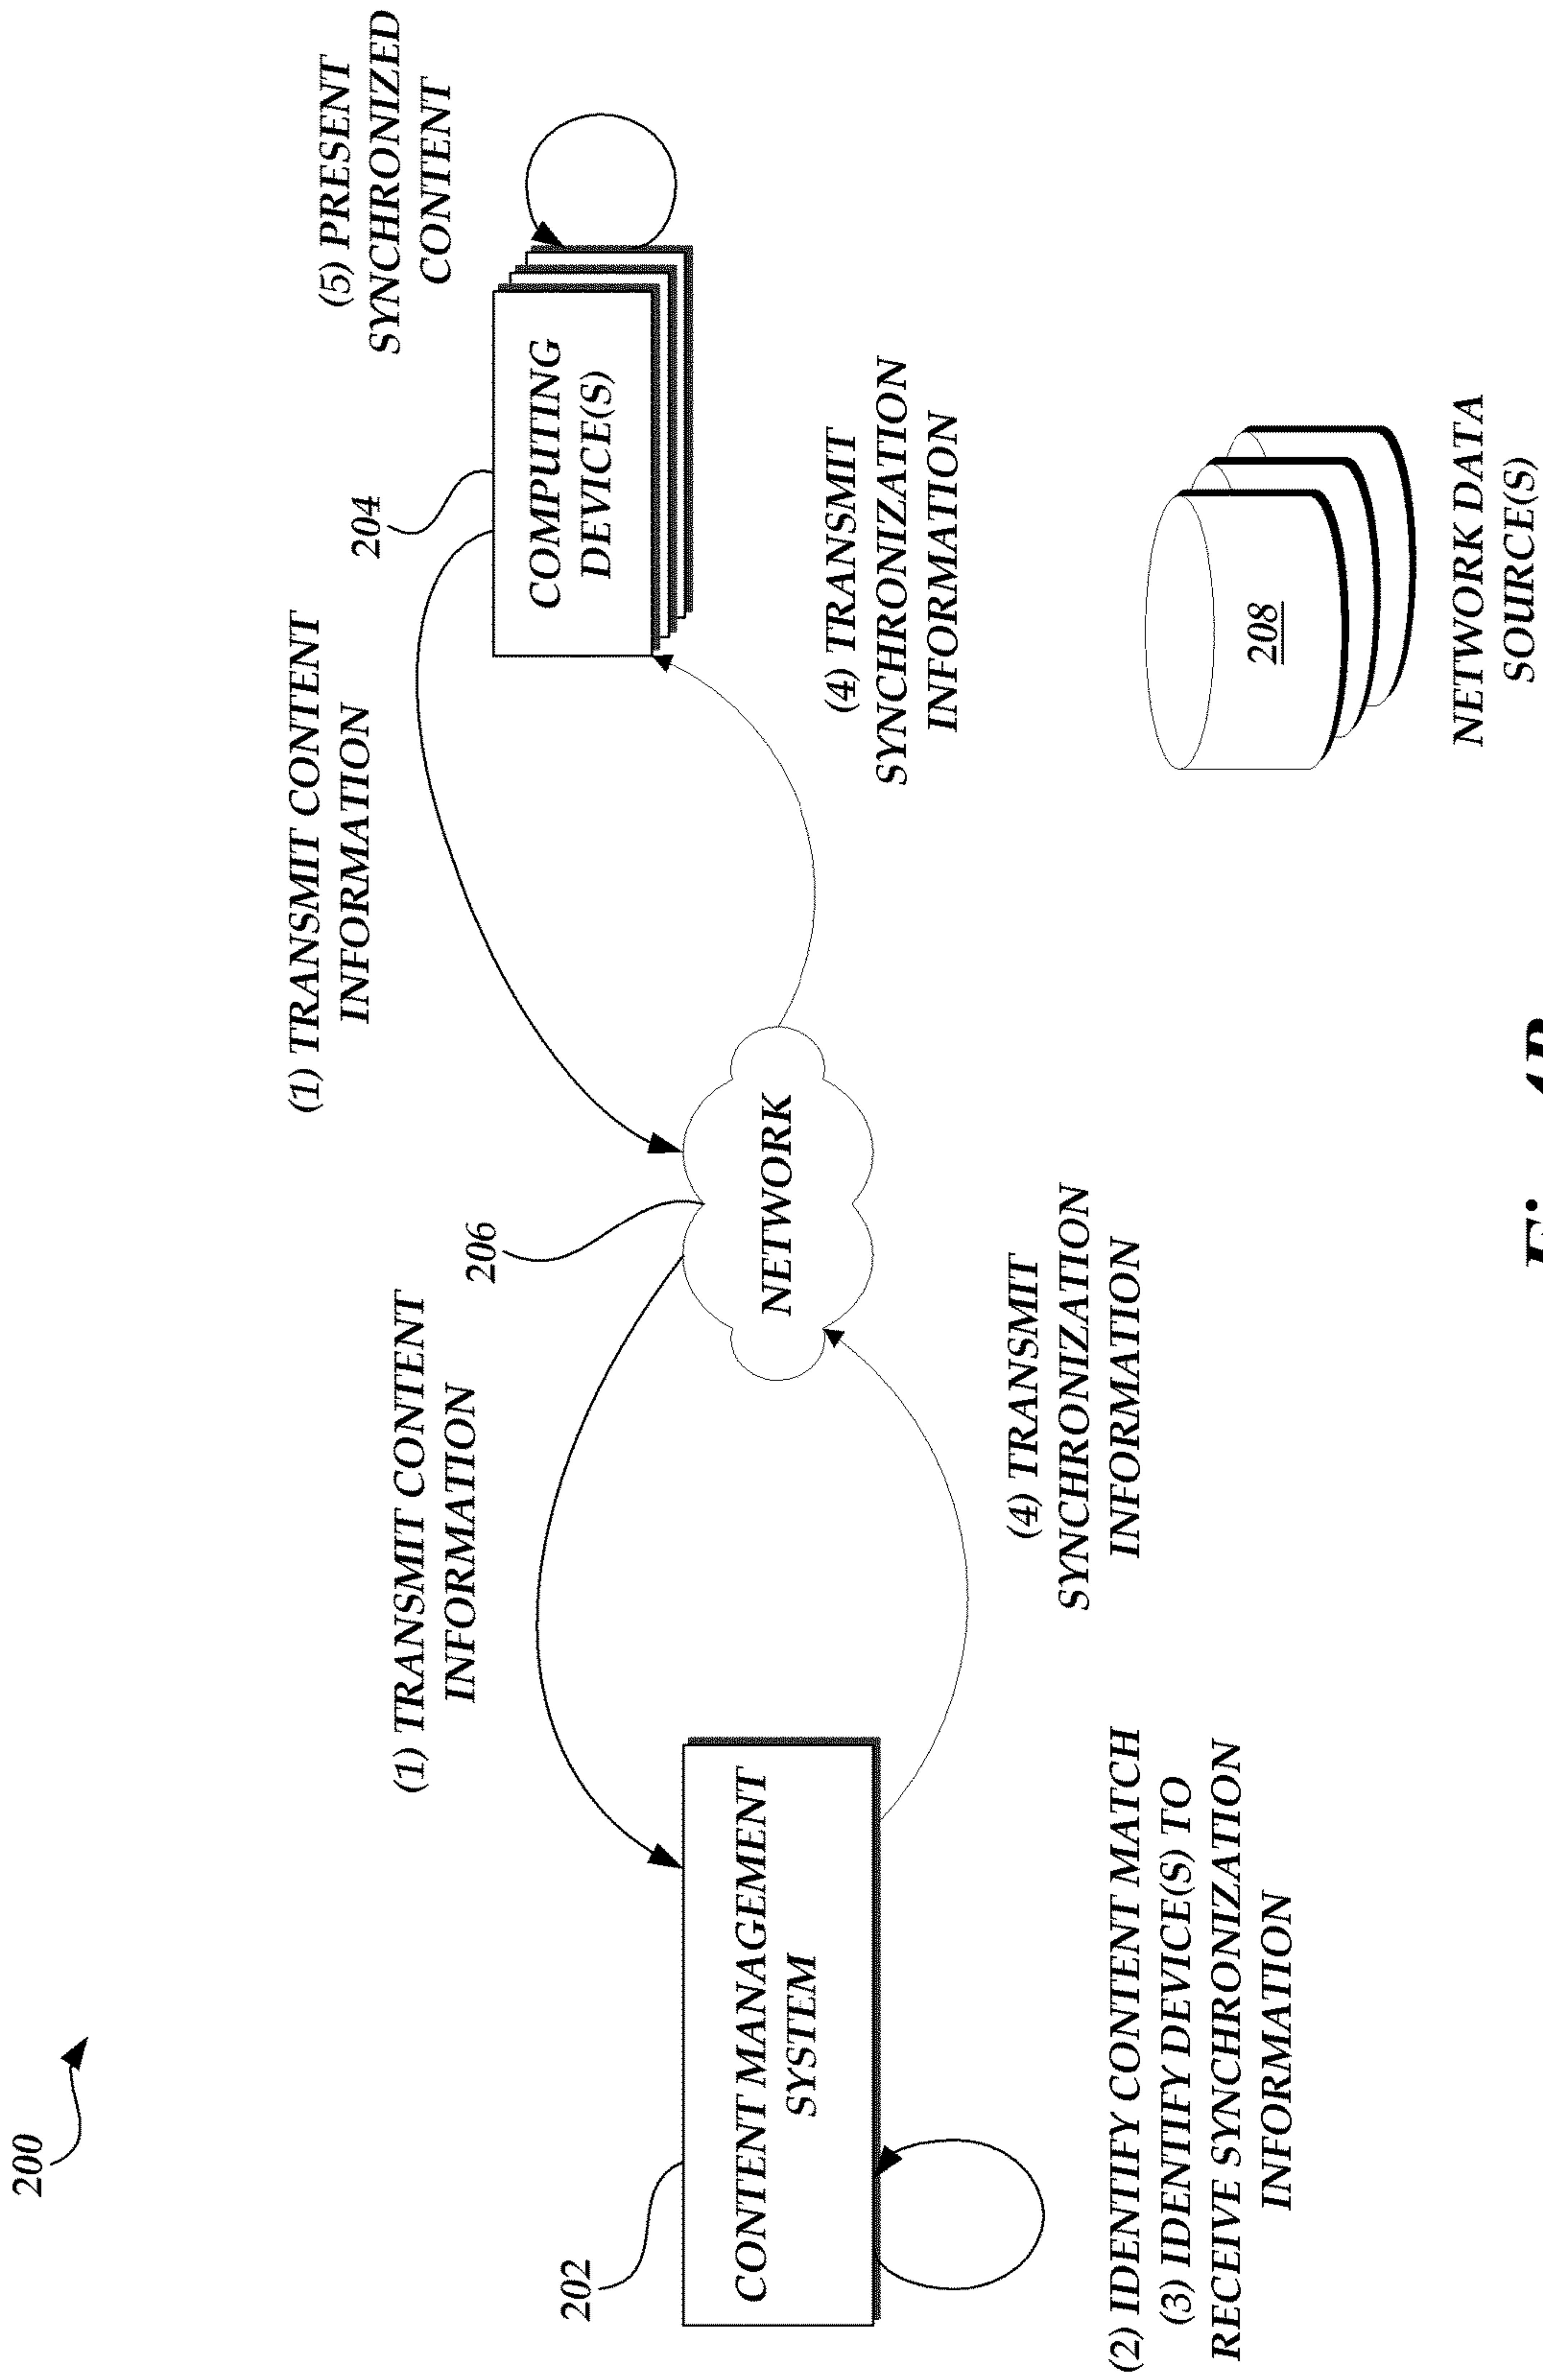 200
(5) PRESENT
SYNCHRONIZED
CONTENT
(1) TRANSMIT CONTENT
INFORMATION
204
COMPUTING
DEVICE(S)
(1) TRANSMIT CONTENT
INFORMATION
206
NETWORK
(4) TRANSMIT
SYNCHRONIZATION
INFORMATION
202
CONTENT MANAGEMENT
SYSTEM
(4) TRANSMIT
SYNCHRONIZATION
INFORMATION
208
NETWORK DATA
SOURCE(S)
(2) IDENTIFY CONTENT MATCH
(3) IDENTIFY DEVICE(S) TO
RECEIVE SYNCHRONIZATION
INFORMATION